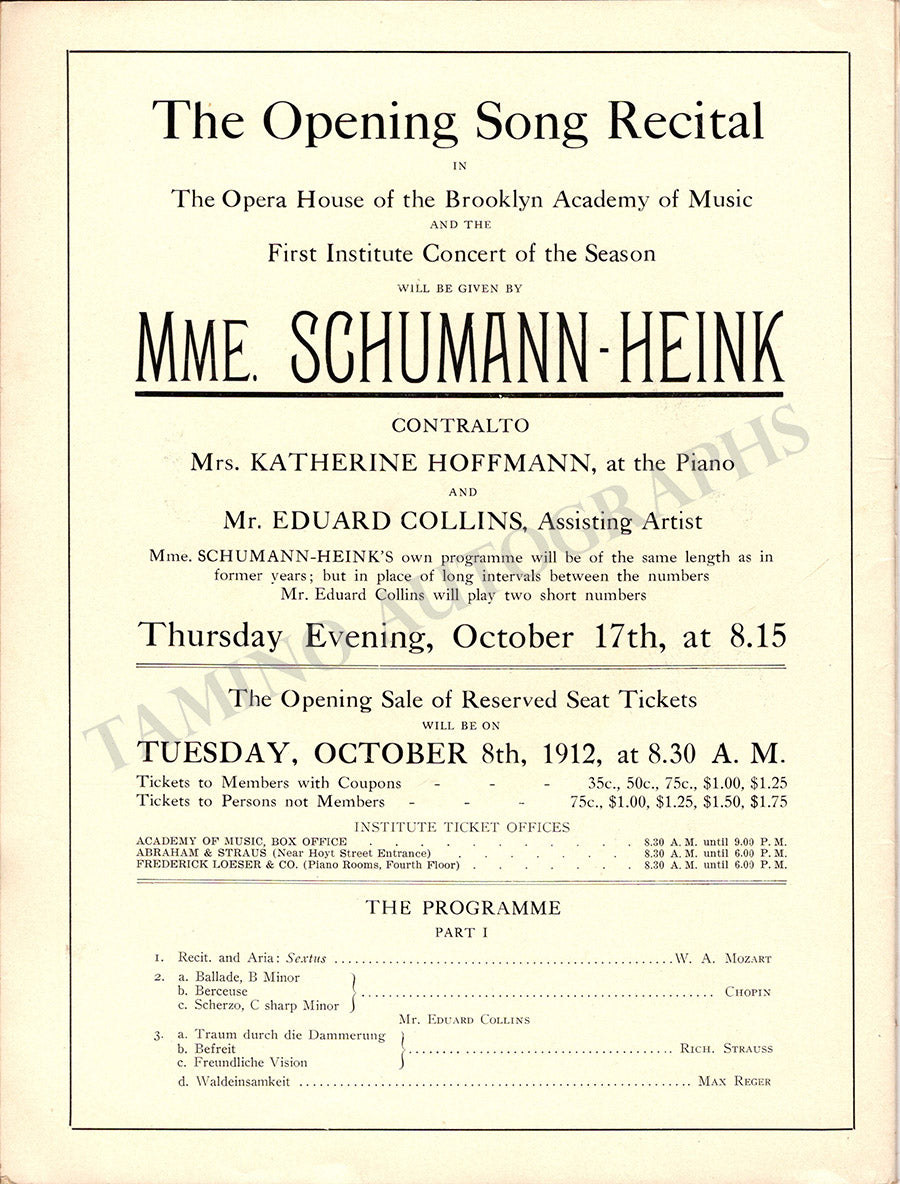 The Opening Song Recital
IN
The Opera House of the Brooklyn Academy of Music
AND THE
First Institute Concert of the Season
WILL BE GIVEN BY
MME. SCHUMANN-HEINK
CONTRALTO
Mrs. KATHERINE HOFFMANN, at the Piano
AND
Mr. EDUARD COLLINS, Assisting Artist
Mme. SCHUMANN-HEINK'S own programme will be of the same length as in
former years; but in place of long intervals between the numbers
Mr. Eduard Collins will play two short numbers
Thursday Evening, October 17th, at 8.15
The Opening Sale of Reserved Seat Tickets
WILL BE ON
TUESDAY, OCTOBER 8th, 1912, at 8.30 A. M.
Tickets to Members with Coupons - - - 35c., 50c., 75c., $1.00, $1.25
Tickets to Persons not Members - - - 75c., $1.00, $1.25, $1.50, $1.75
INSTITUTE TICKET OFFICES
ACADEMY OF MUSIC, BOX OFFICE . . . . . . . . . . . . 8.30 A. M. until 9.00 P. M.
ABRAHAM & STRAUS (Near Hoyt Street Entrance) . . . . . . . . 8.30 A. M. until 6.00 P. M.
FREDERICK LOESER & CO. (Piano Rooms, Fourth Floor) . . . . . . . 8.30 A. M. until 6.00 P. M.
THE PROGRAMME
PART I
1. Recit. and Aria: Sextus ........ W. A. MOZART
2. a. Ballade, B Minor
b. Berceuse ........ CHOPIN
c. Scherzo, C sharp Minor
Mr. EDUARD COLLINS
3. a. Traum durch die Dammerung
b. Befreit ........ RICH. STRAUSS
c. Freundliche Vision
d. Waldeinsamkeit ........ MAX REGER
TAMINO AUTOGRAPHS